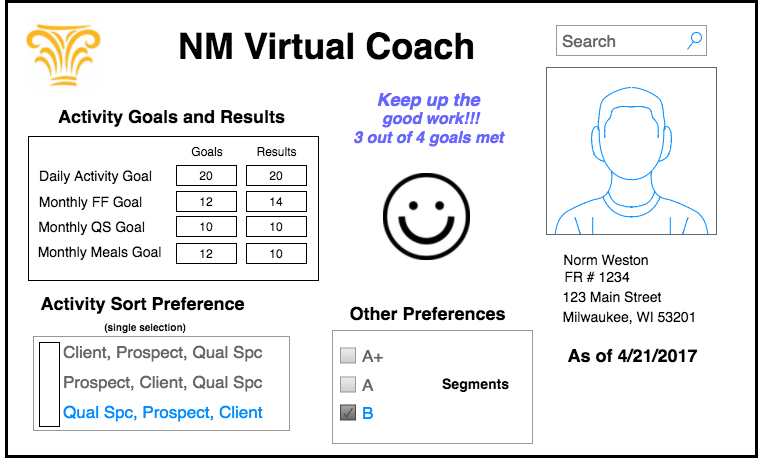 NM Virtual Coach
Search
Keep up the
good work!!!
3 out of 4 goals met
Activity Goals and Results
Goals Results
Daily Activity Goal 20 20
Monthly FF Goal 12 14
Monthly QS Goal 10 10
Monthly Meals Goal 12 10
Norm Weston
FR # 1234
123 Main Street
Milwaukee, WI 53201
As of 4/21/2017
Activity Sort Preference
(single selection)
Client, Prospect, Qual Spc
Prospect, Client, Qual Spc
Qual Spc, Prospect, Client
Other Preferences
A+
A Segments
B